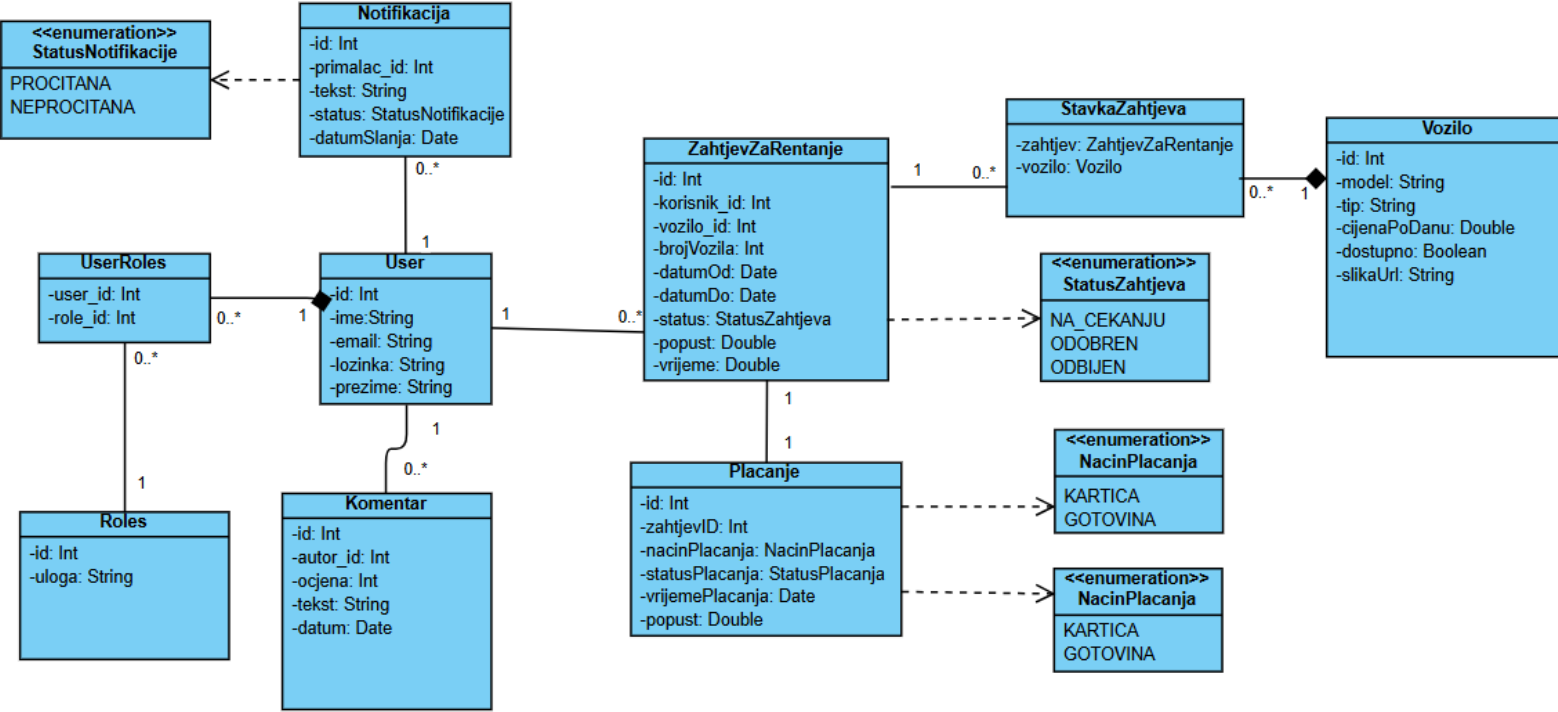 <<enumeration>>
StatusNotifikacije
PROCITANA
NEPROCITANA
Notifikacija
-id: Int
-primalac_id: Int
-tekst: String
-status: StatusNotifikacije
-datumSlanja: Date
0..*
1
UserRoles
-user_id: Int
-role_id: Int
0..*
1
0..*
1
User
-id: Int
-ime:String
-email: String
-lozinka: String
-prezime: String
1
0..*
1
0..*
Roles
-id: Int
-uloga: String
Komentar
-id: Int
-autor_id: Int
-ocjena: Int
-tekst: String
-datum: Date
ZahtjevZaRentanje
-id: Int
-korisnik_id: Int
-vozilo_id: Int
-brojVozila: Int
-datumOd: Date
-datumDo: Date
-status: StatusZahtjeva
-popust: Double
-vrijeme: Double
1
0..*
1
1
StavkaZahtjeva
-zahtjev: ZahtjevZaRentanje
-vozilo: Vozilo
0..*
1
Vozilo
-id: Int
-model: String
-tip: String
-cijenaPoDanu: Double
-dostupno: Boolean
-slikaUrl: String
<<enumeration>>
StatusZahtjeva
NA_CEKANJU
ODOBREN
ODBIJEN
Placanje
-id: Int
-zahtjevID: Int
-nacinPlacanja: NacinPlacanja
-statusPlacanja: StatusPlacanja
-vrijemePlacanja: Date
-popust: Double
<<enumeration>>
NacinPlacanja
KARTICA
GOTOVINA
<<enumeration>>
NacinPlacanja
KARTICA
GOTOVINA